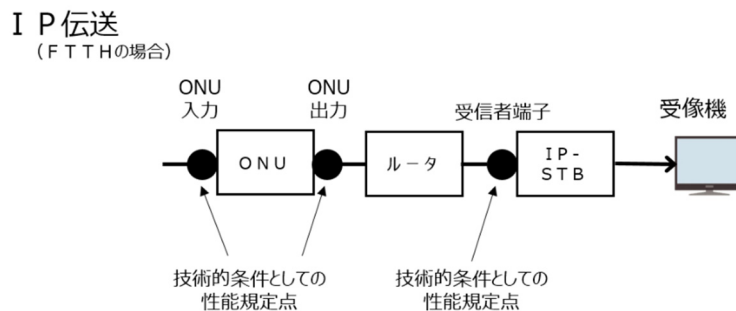 ＩＰ伝送
（ＦＴＴＨの場合）
ONU
入力
ONU
出力
受信者端子
受像機
ＯＮＵ
ルータ
ＩＰ-
ＳＴＢ
技術的条件としての
性能規定点
技術的条件としての
性能規定点